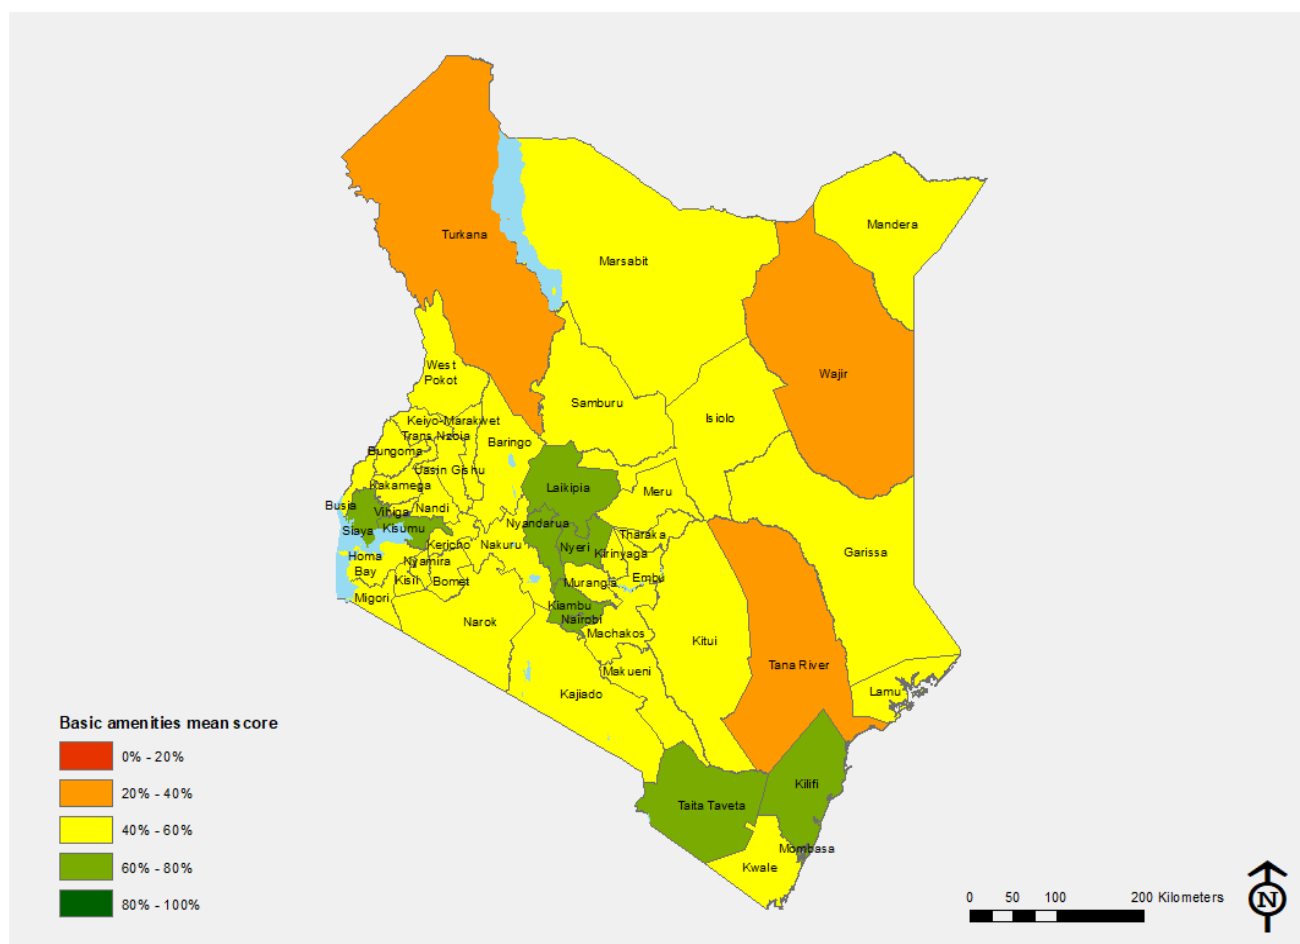 Mandera
Turkana
Marsabit
Wajir
West
Pokot
Samburu
Isiolo
Keiyo-Marakwet
Trans Nzoia
Baringo
Bungoma
Uasin Gishu
Kakamega
Laikipia
Meru
Busia
Vihiga
Nandi
Siaya
Kisumu
Nyandarua
Tharaka
Kericho
Nakuru
Nyeri
Kirinyaga
Garissa
Homa
Bay
Nyamira
Kisii
Bomet
Muranga
Embu
Migori
Kiambu
Nairobi
Narok
Machakos
Kitui
Tana River
Makueni
Kajiado
Lamu
Taita Taveta
Kilifi
Mombasa
Kwale
Basic amenities mean score
0% - 20%
20% - 40%
40% - 60%
60% - 80%
80% - 100%
0 50 100 200 Kilometers
N